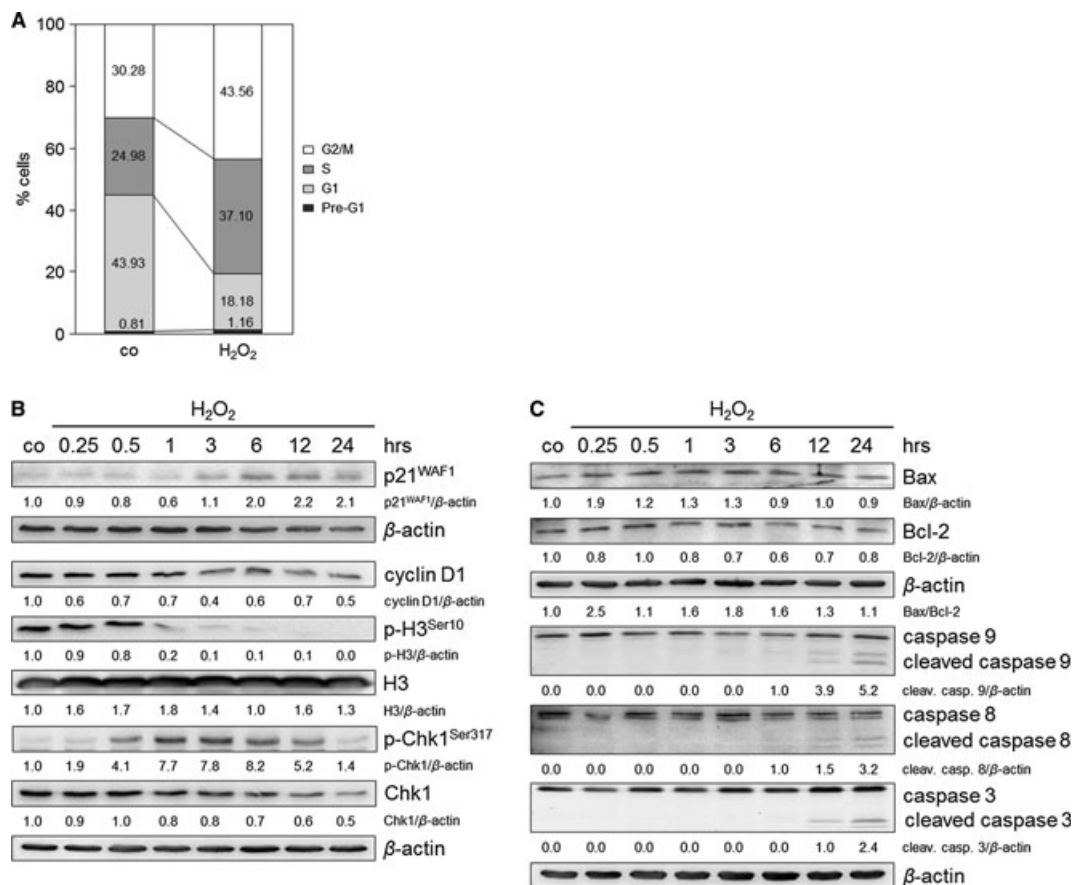 A
100
80
60
40
20
0
% cells
30.28
24.98
43.93
0.81
43.56
37.10
18.18
1.16
co
H₂O₂
G2/M
S
G1
Pre-G1
B
H₂O₂
co 0.25 0.5 1 3 6 12 24 hrs
p21ᵂᴬᶠ¹
1.0 0.9 0.8 0.6 1.1 2.0 2.2 2.1 p21ᵂᴬᶠ¹/β-actin
β-actin
cyclin D1
1.0 0.6 0.7 0.7 0.4 0.6 0.7 0.5 cyclin D1/β-actin
p-H3ˢᵉʳ¹⁰
1.0 0.9 0.8 0.2 0.1 0.1 0.1 0.0 p-H3/β-actin
H3
1.0 1.6 1.7 1.8 1.4 1.0 1.6 1.3 H3/β-actin
p-Chk1ˢᵉʳ³¹⁷
1.0 1.9 4.1 7.7 7.8 8.2 5.2 1.4 p-Chk1/β-actin
Chk1
1.0 0.9 1.0 0.8 0.8 0.7 0.6 0.5 Chk1/β-actin
β-actin
C
H₂O₂
co 0.25 0.5 1 3 6 12 24 hrs
Bax
1.0 1.9 1.2 1.3 1.3 0.9 1.0 0.9 Bax/β-actin
Bcl-2
1.0 0.8 1.0 0.8 0.7 0.6 0.7 0.8 Bcl-2/β-actin
β-actin
1.0 2.5 1.1 1.6 1.8 1.6 1.3 1.1 Bax/Bcl-2
caspase 9
cleaved caspase 9
0.0 0.0 0.0 0.0 0.0 1.0 3.9 5.2 cleav. casp. 9/β-actin
caspase 8
cleaved caspase 8
0.0 0.0 0.0 0.0 0.0 1.0 1.5 3.2 cleav. casp. 8/β-actin
caspase 3
cleaved caspase 3
0.0 0.0 0.0 0.0 0.0 0.0 1.0 2.4 cleav. casp. 3/β-actin
β-actin